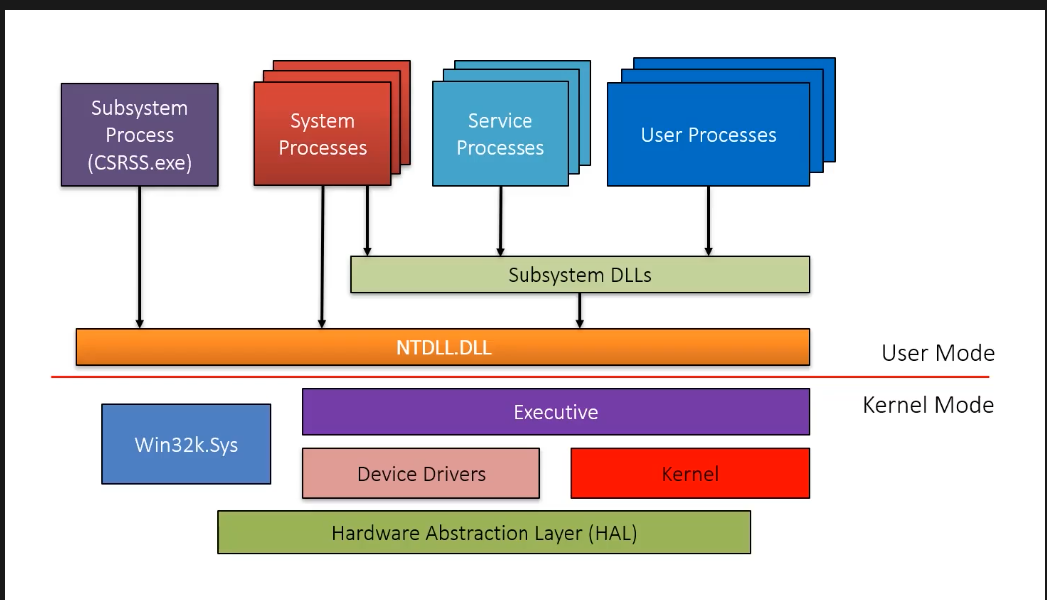 Subsystem
Process
(CSRSS.exe)
System
Processes
Service
Processes
User Processes
Subsystem DLLs
NTDLL.DLL
User Mode
Kernel Mode
Executive
Win32k.Sys
Device Drivers
Kernel
Hardware Abstraction Layer (HAL)